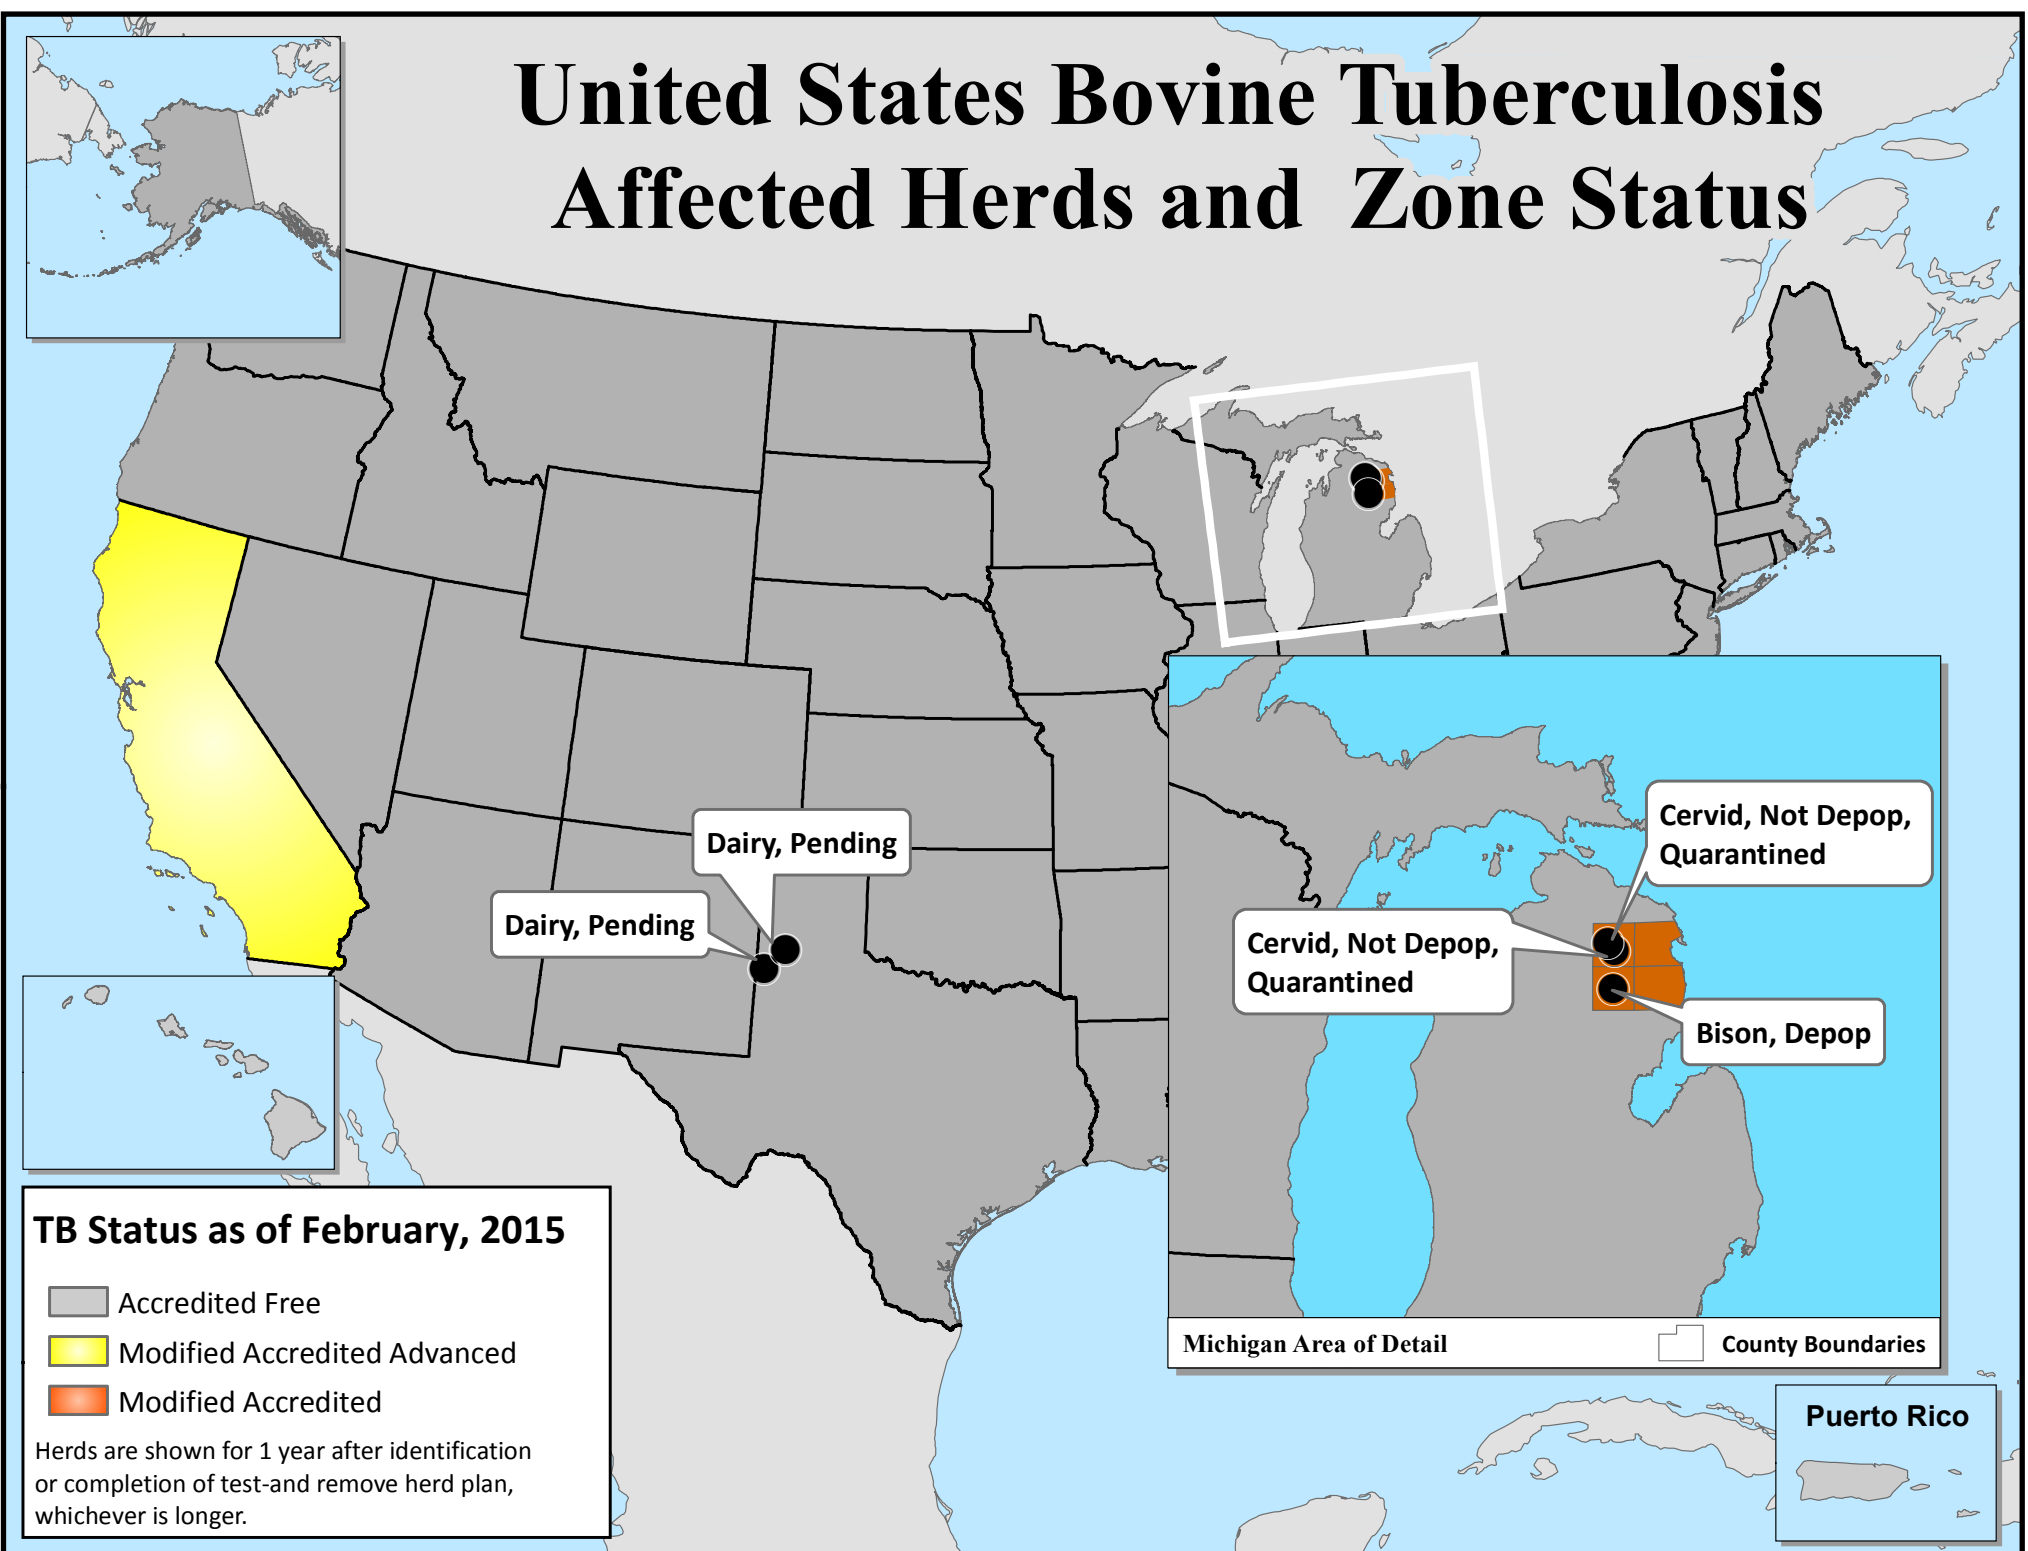 United States Bovine Tuberculosis
Affected Herds and Zone Status
Dairy, Pending
Dairy, Pending
Cervid, Not Depop,
Quarantined
Cervid, Not Depop,
Quarantined
Bison, Depop
Michigan Area of Detail
County Boundaries
TB Status as of February, 2015
Accredited Free
Modified Accredited Advanced
Modified Accredited
Herds are shown for 1 year after identification
or completion of test-and remove herd plan,
whichever is longer.
Puerto Rico